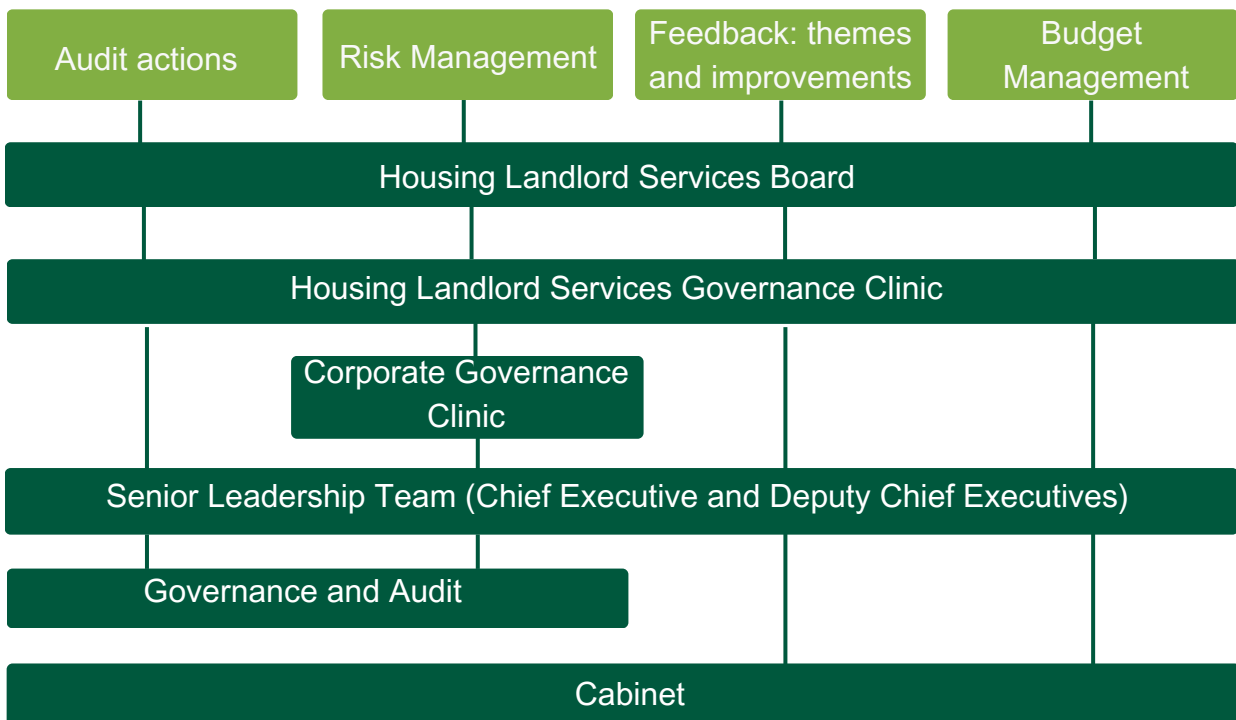 Audit actions
Risk Management
Feedback: themes
and improvements
Budget
Management
Housing Landlord Services Board
Housing Landlord Services Governance Clinic
Corporate Governance
Clinic
Senior Leadership Team (Chief Executive and Deputy Chief Executives)
Governance and Audit
Cabinet